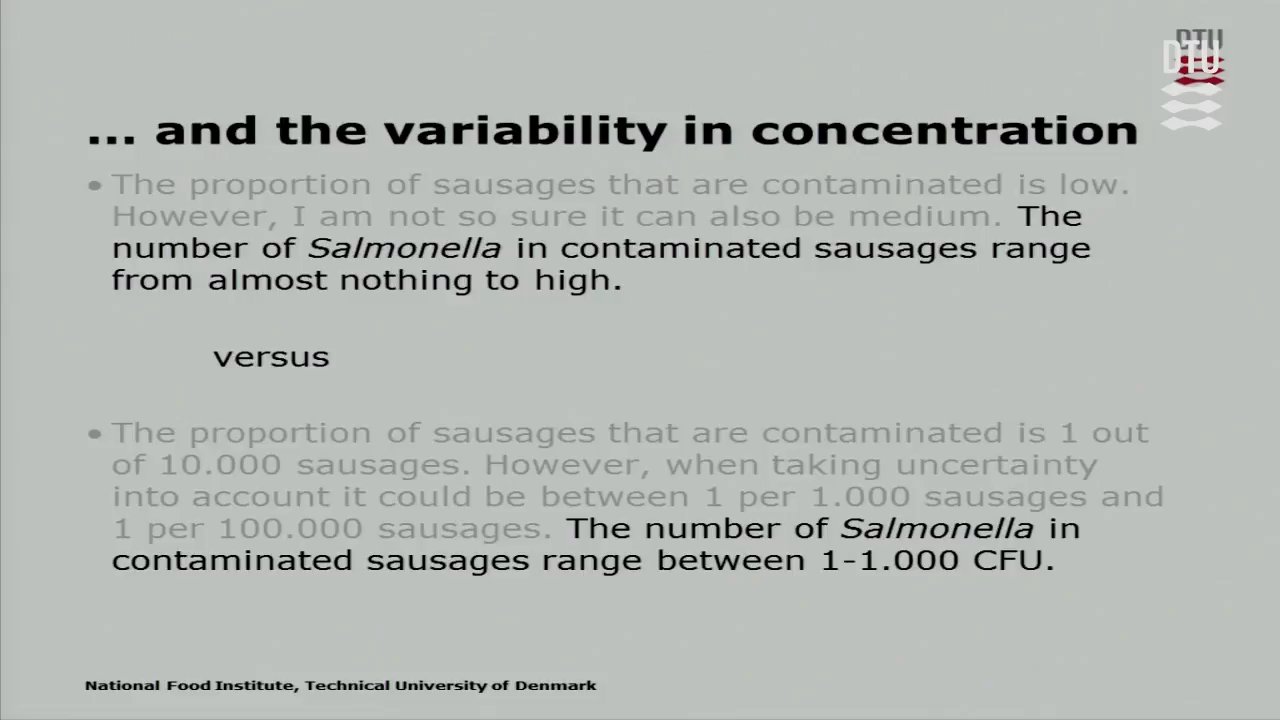 DTU
DTU
... and the variability in concentration
• The proportion of sausages that are contaminated is low.
However, I am not so sure it can also be medium. The
number of Salmonella in contaminated sausages range
from almost nothing to high.
versus
• The proportion of sausages that are contaminated is 1 out
of 10.000 sausages. However, when taking uncertainty
into account it could be between 1 per 1.000 sausages and
1 per 100.000 sausages. The number of Salmonella in
contaminated sausages range between 1-1.000 CFU.
National Food Institute, Technical University of Denmark